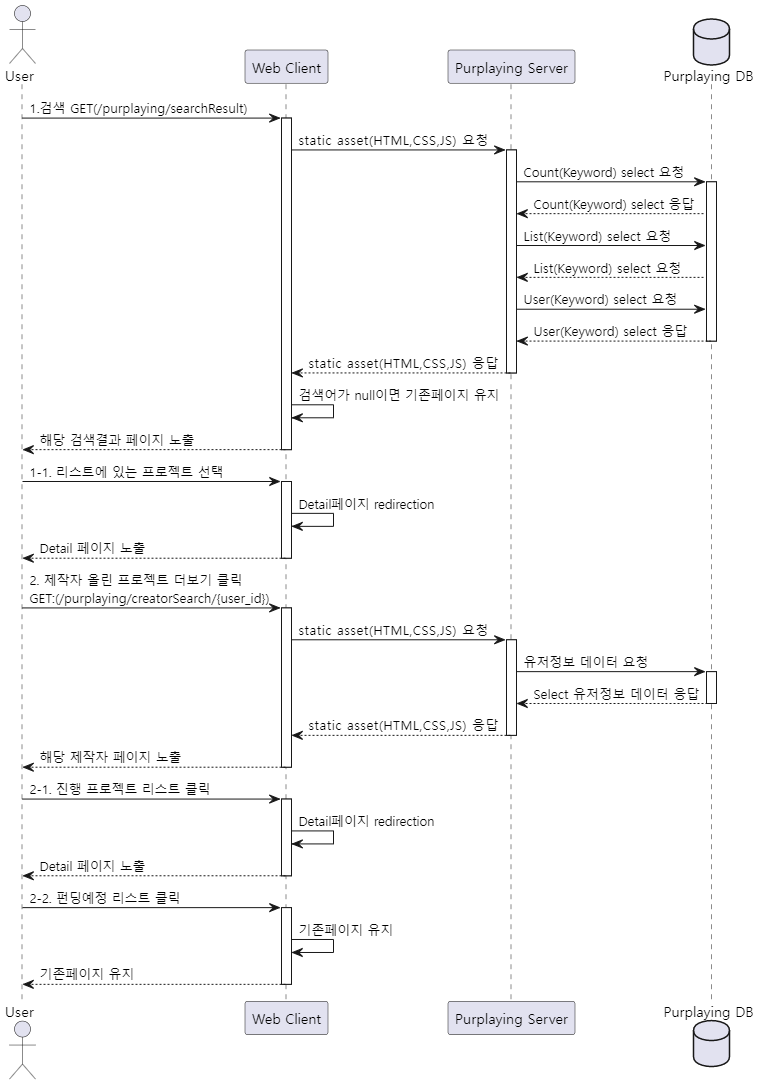 User
Web Client
Purplaying Server
Purplaying DB
1.검색 GET(/purplaying/searchResult)
static asset(HTML,CSS,JS) 요청
Count(Keyword) select 요청
Count(Keyword) select 응답
List(Keyword) select 요청
List(Keyword) select 요청
User(Keyword) select 요청
User(Keyword) select 응답
static asset(HTML,CSS,JS) 응답
검색어가 null이면 기존페이지 유지
해당 검색결과 페이지 노출
1-1. 리스트에 있는 프로젝트 선택
Detail페이지 redirection
Detail 페이지 노출
2. 제작자 올린 프로젝트 더보기 클릭
GET:(/purplaying/creatorSearch/{user_id})
static asset(HTML,CSS,JS) 요청
유저정보 데이터 요청
Select 유저정보 데이터 응답
static asset(HTML,CSS,JS) 응답
해당 제작자 페이지 노출
2-1. 진행 프로젝트 리스트 클릭
Detail페이지 redirection
Detail 페이지 노출
2-2. 펀딩예정 리스트 클릭
기존페이지 유지
기존페이지 유지
User
Web Client
Purplaying Server
Purplaying DB